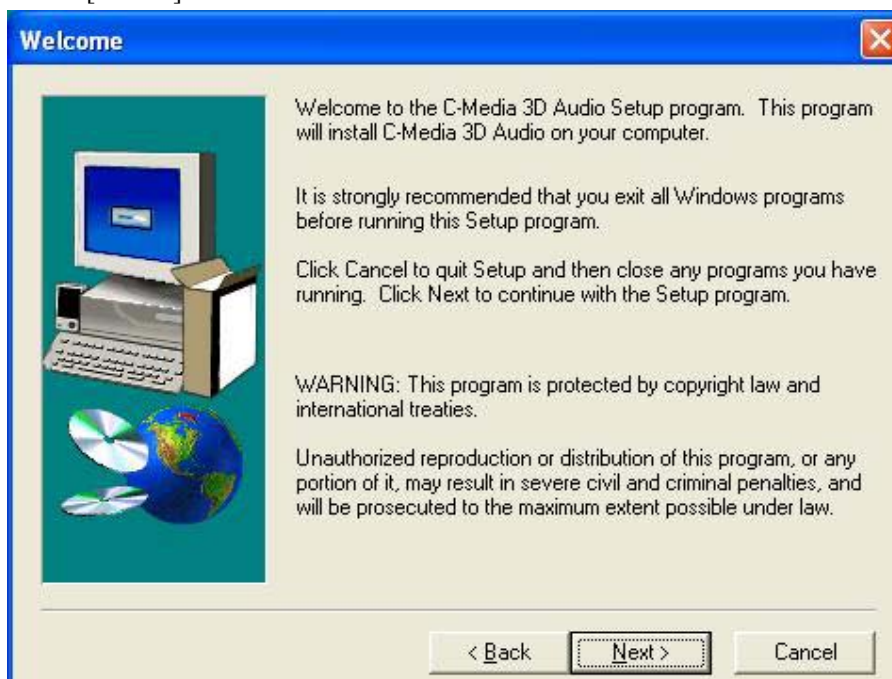 Welcome
Welcome to the C-Media 3D Audio Setup program.  This program
will install C-Media 3D Audio on your computer.
It is strongly recommended that you exit all Windows programs
before running this Setup program.
Click Cancel to quit Setup and then close any programs you have
running.  Click Next to continue with the Setup program.
WARNING: This program is protected by copyright law and
international treaties.
Unauthorized reproduction or distribution of this program, or any
portion of it, may result in severe civil and criminal penalties, and
will be prosecuted to the maximum extent possible under law.
< Back Next > Cancel